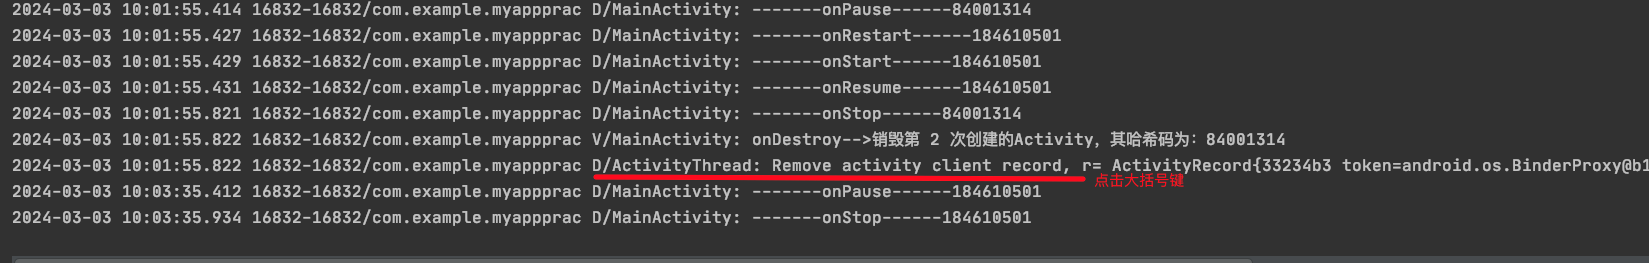 2024-03-03 10:01:55.414 16832-16832/com.example.myappprac D/MainActivity: -------onPause------84001314
2024-03-03 10:01:55.427 16832-16832/com.example.myappprac D/MainActivity: -------onRestart------184610501
2024-03-03 10:01:55.429 16832-16832/com.example.myappprac D/MainActivity: -------onStart------184610501
2024-03-03 10:01:55.431 16832-16832/com.example.myappprac D/MainActivity: -------onResume------184610501
2024-03-03 10:01:55.821 16832-16832/com.example.myappprac D/MainActivity: -------onStop------84001314
2024-03-03 10:01:55.822 16832-16832/com.example.myappprac V/MainActivity: onDestroy-->销毁第 2 次创建的Activity，其哈希码为：84001314
2024-03-03 10:01:55.822 16832-16832/com.example.myappprac D/ActivityThread: Remove activity client record, r= ActivityRecord{33234b3 token=android.os.BinderProxy@b1
点击大括号键
2024-03-03 10:03:35.412 16832-16832/com.example.myappprac D/MainActivity: -------onPause------184610501
2024-03-03 10:03:35.934 16832-16832/com.example.myappprac D/MainActivity: -------onStop------184610501